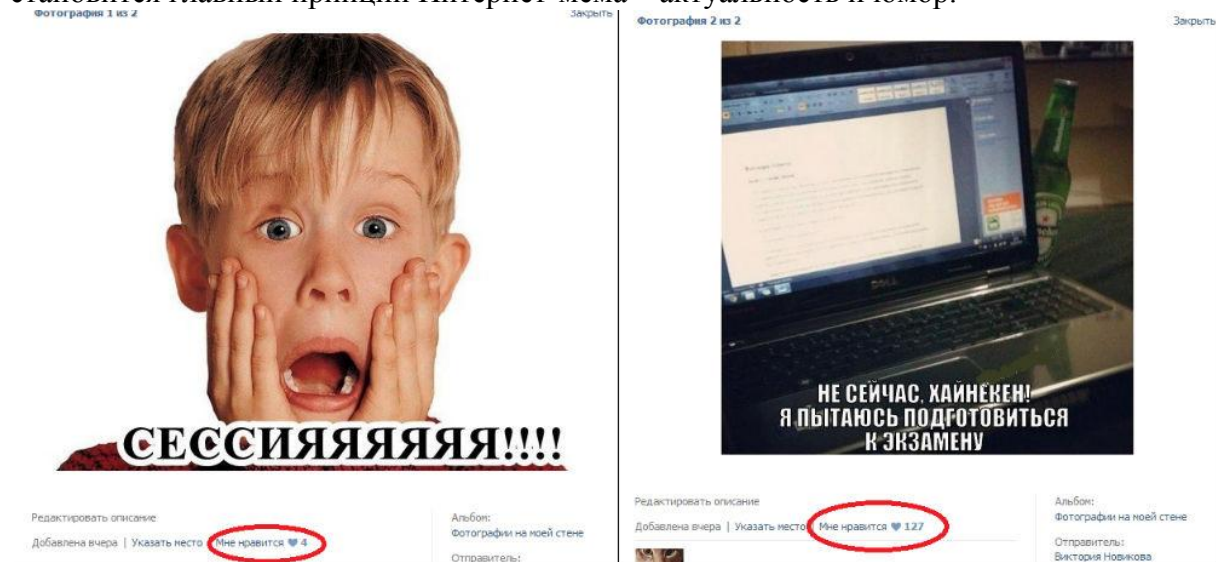 становится главный принцип Интернет-мема – актуальность и юмор.
Фотография 1 из 2
Закрыть
СЕССИЯЯЯЯЯЯЯ!!!!
Редактировать описание
Добавлена вчера | Указать место | Мне нравится 4
Альбом:
Фотографии на моей стене
Отправитель:
Фотография 2 из 2
Закрыть
DELL
НЕ СЕЙЧАС, ХАЙНЕКЕН!
Я ПЫТАЮСЬ ПОДГОТОВИТЬСЯ
К ЭКЗАМЕНУ
Редактировать описание
Добавлена вчера | Указать место | Мне нравится 127
Альбом:
Фотографии на моей стене
Отправитель:
Виктория Новикова